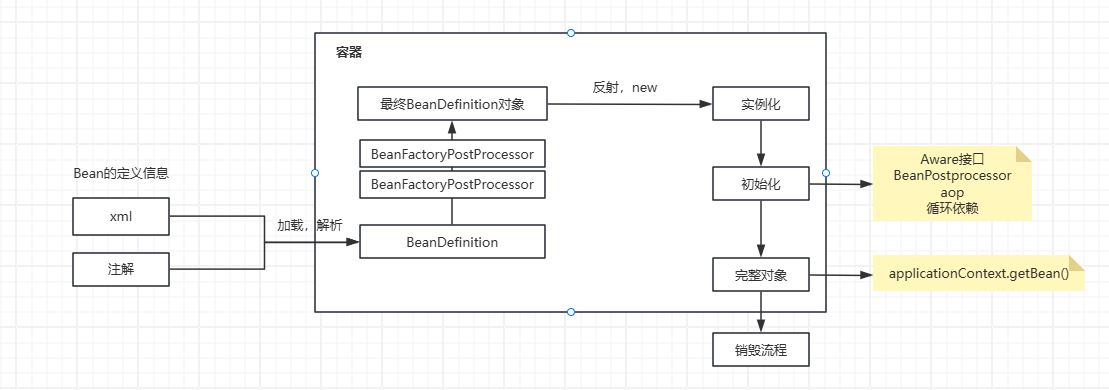 容器
反射，new
最终BeanDefinition对象
实例化
BeanFactoryPostProcessor
Aware接口
BeanPostprocessor
aop
循环依赖
Bean的定义信息
BeanFactoryPostProcessor
初始化
xml
加载，解析
BeanDefinition
注解
完整对象
applicationContext.getBean()
销毁流程